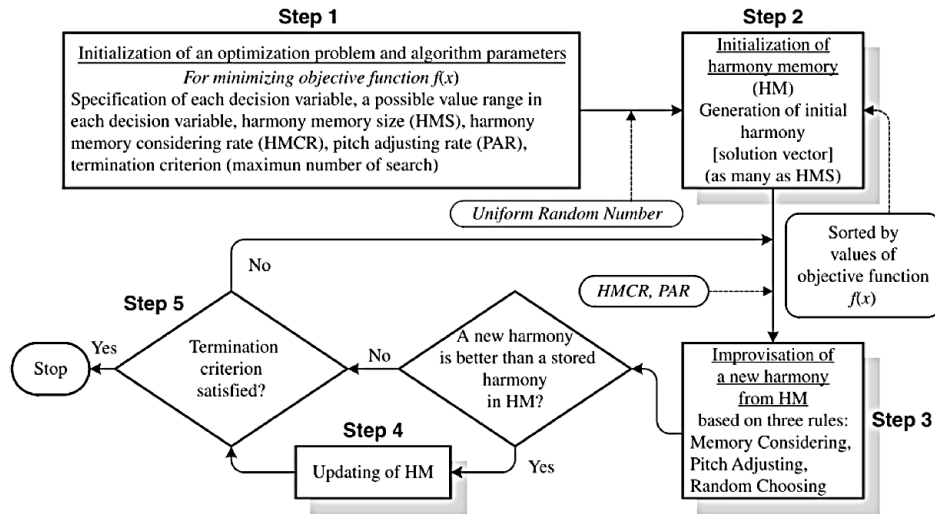 Step 1
Initialization of an optimization problem and algorithm parameters
For minimizing objective function f(x)
Specification of each decision variable, a possible value range in
each decision variable, harmony memory size (HMS), harmony
memory considering rate (HMCR), pitch adjusting rate (PAR),
termination criterion (maximun number of search)
Step 2
Initialization of
harmony memory
(HM)
Generation of initial
harmony
[solution vector]
(as many as HMS)
Uniform Random Number
Sorted by
values of
objective function
f(x)
HMCR, PAR
Step 3
Improvisation of
a new harmony
from HM
based on three rules:
Memory Considering,
Pitch Adjusting,
Random Choosing
A new harmony
is better than a stored
harmony
in HM?
No
Yes
Step 4
Updating of HM
Step 5
Termination
criterion
satisfied?
No
Yes
Stop